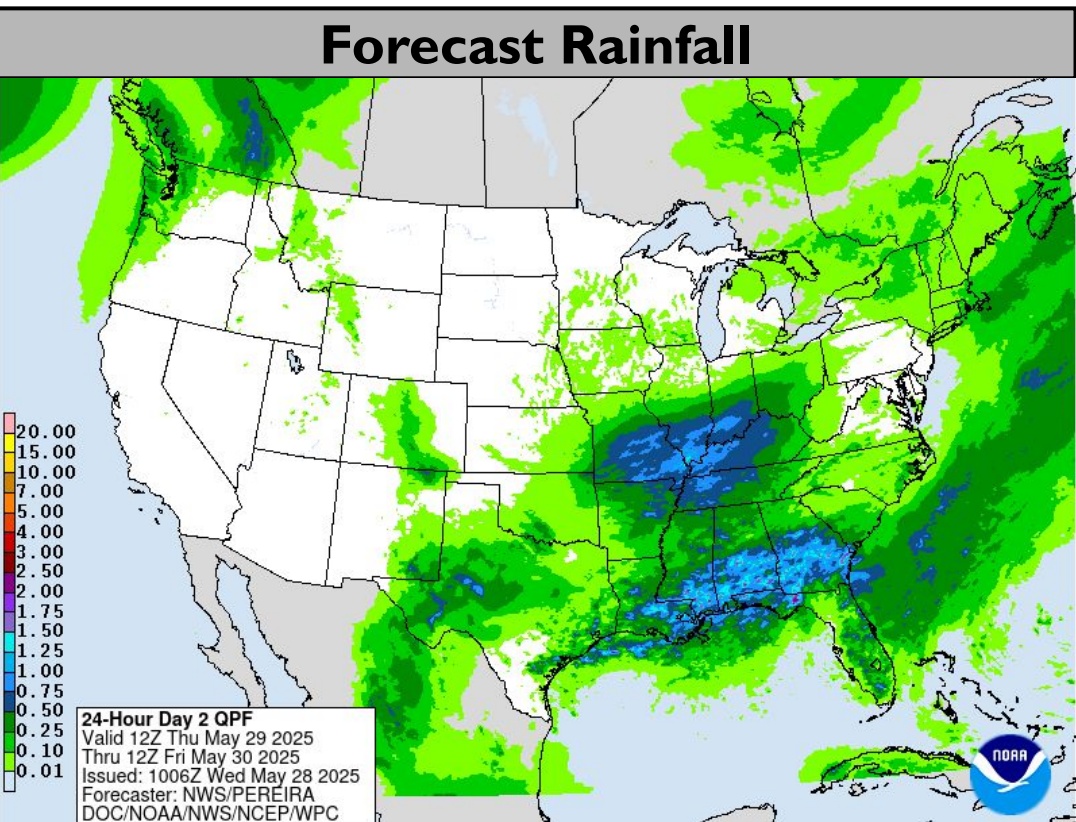 Forecast Rainfall
20.00
15.00
10.00
7.00
5.00
4.00
3.00
2.50
2.00
1.75
1.50
1.25
1.00
0.75
0.50
0.25
0.10
0.01
24-Hour Day 2 QPF
Valid 12Z Thu May 29 2025
Thru 12Z Fri May 30 2025
Issued: 1006Z Wed May 28 2025
Forecaster: NWS/PEREIRA
DOC/NOAA/NWS/NCEP/WPC
NOAA